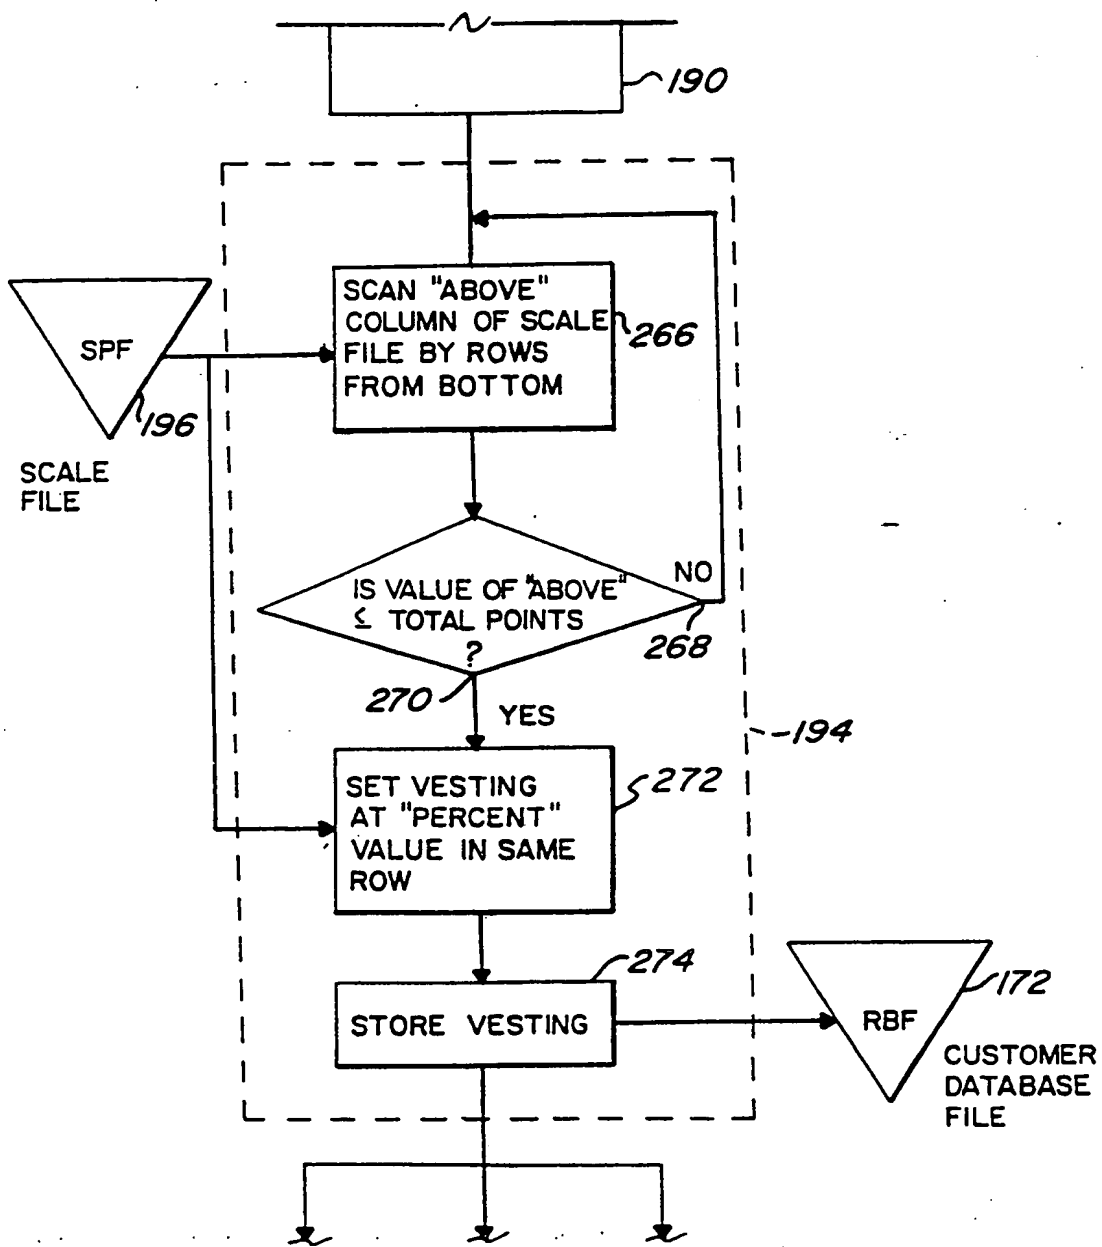 190
SCAN "ABOVE"
COLUMN OF SCALE
FILE BY ROWS
FROM BOTTOM
266
SPF
196
SCALE
FILE
IS VALUE OF "ABOVE"
≤ TOTAL POINTS
?
NO
268
270
YES
194
SET VESTING
AT "PERCENT"
VALUE IN SAME
ROW
272
274
STORE VESTING
RBF
172
CUSTOMER
DATABASE
FILE